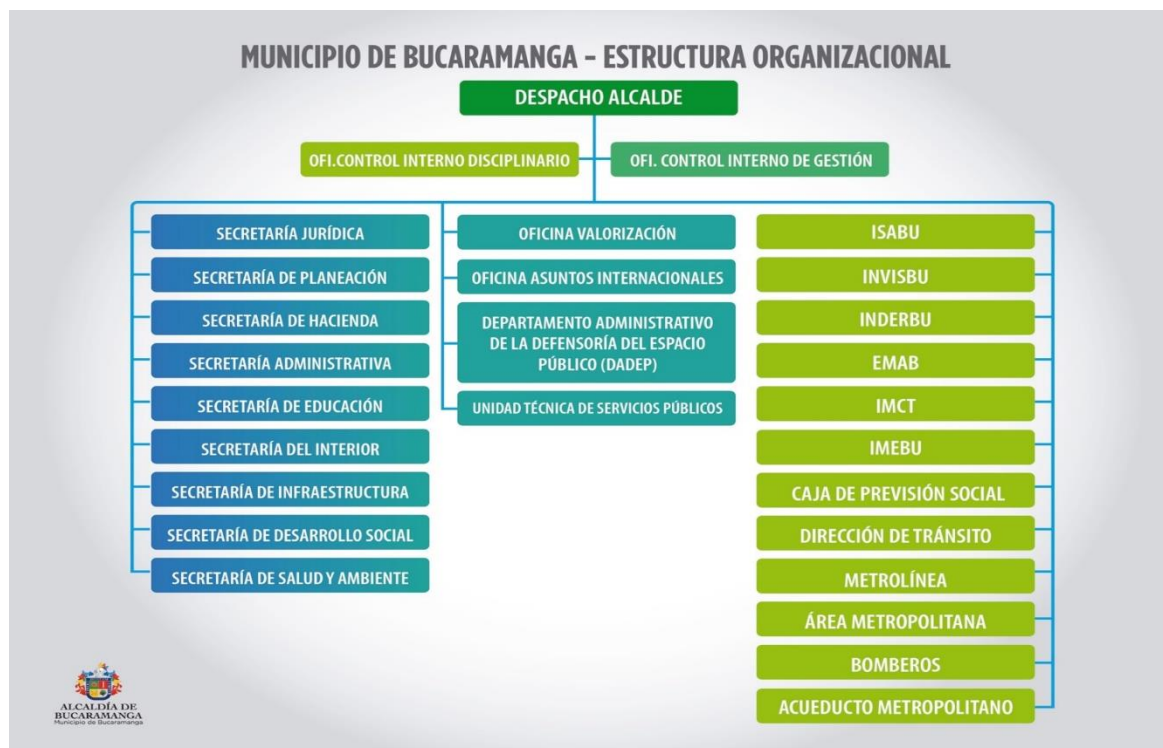 MUNICIPIO DE BUCARAMANGA - ESTRUCTURA ORGANIZACIONAL
DESPACHO ALCALDE
OFI.CONTROL INTERNO DISCIPLINARIO
OFI. CONTROL INTERNO DE GESTIÓN
SECRETARÍA JURÍDICA
SECRETARÍA DE PLANEACIÓN
SECRETARÍA DE HACIENDA
SECRETARÍA ADMINISTRATIVA
SECRETARÍA DE EDUCACIÓN
SECRETARÍA DEL INTERIOR
SECRETARÍA DE INFRAESTRUCTURA
SECRETARÍA DE DESARROLLO SOCIAL
SECRETARÍA DE SALUD Y AMBIENTE
OFICINA VALORIZACIÓN
OFICINA ASUNTOS INTERNACIONALES
DEPARTAMENTO ADMINISTRATIVO
DE LA DEFENSORÍA DEL ESPACIO
PÚBLICO (DADEP)
UNIDAD TÉCNICA DE SERVICIOS PÚBLICOS
ISABU
INVISBU
INDERBU
EMAB
IMCT
IMEBU
CAJA DE PREVISIÓN SOCIAL
DIRECCIÓN DE TRÁNSITO
METROLÍNEA
ÁREA METROPOLITANA
BOMBEROS
ACUEDUCTO METROPOLITANO
ALCALDÍA DE
BUCARAMANGA
Municipio de Bucaramanga